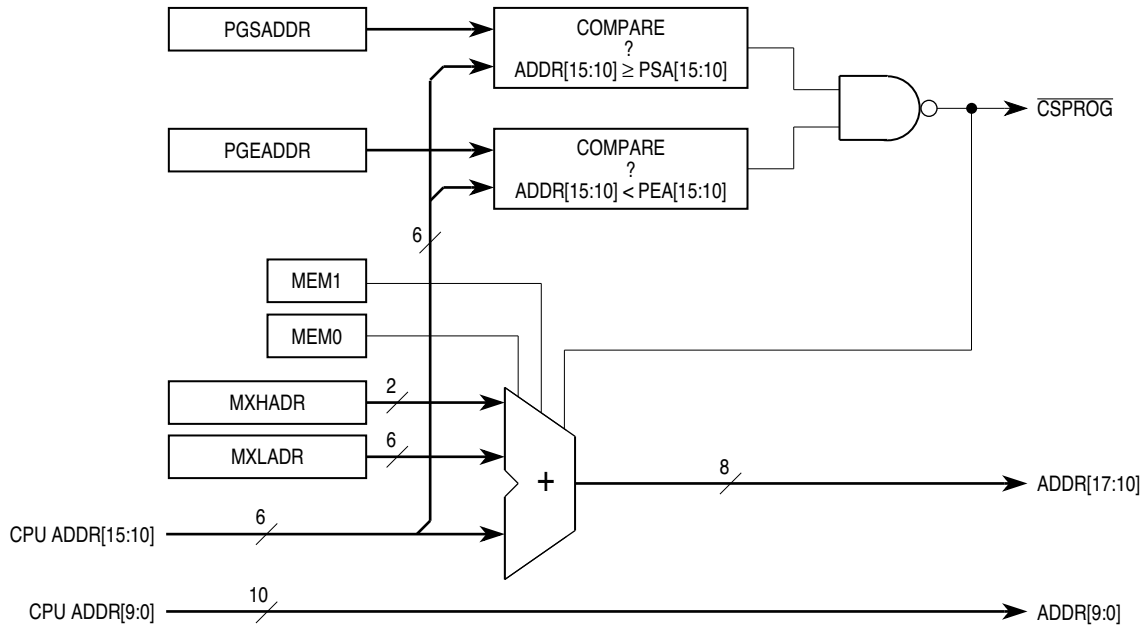 PGSADDR
COMPARE
?
ADDR[15:10] ≥ PSA[15:10]
CSPROG
PGEADDR
COMPARE
?
ADDR[15:10] < PEA[15:10]
6
MEM1
MEM0
MXHADR
2
MXLADR
6
+
8
ADDR[17:10]
CPU ADDR[15:10]
6
CPU ADDR[9:0]
10
ADDR[9:0]